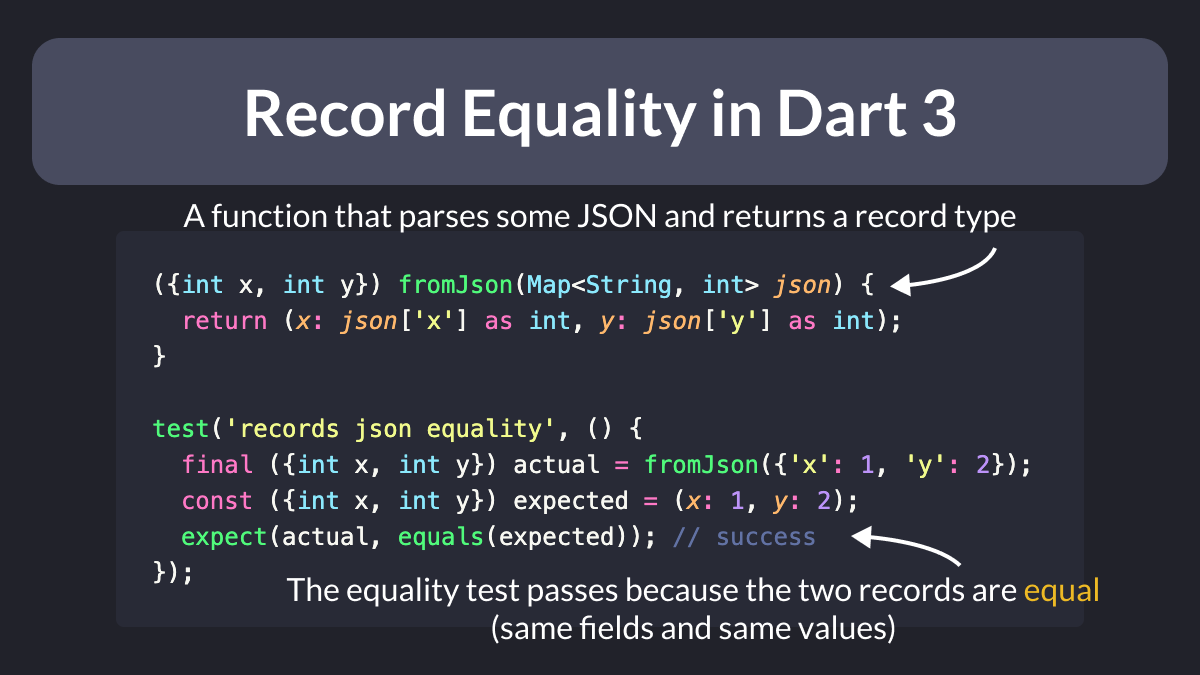 Record Equality in Dart 3
A function that parses some JSON and returns a record type
({int x, int y}) fromJson(Map<String, int> json) {
  return (x: json['x'] as int, y: json['y'] as int);
}
test('records json equality', () {
  final ({int x, int y}) actual = fromJson({'x': 1, 'y': 2});
  const ({int x, int y}) expected = (x: 1, y: 2);
  expect(actual, equals(expected)); // success
});
The equality test passes because the two records are equal
(same fields and same values)